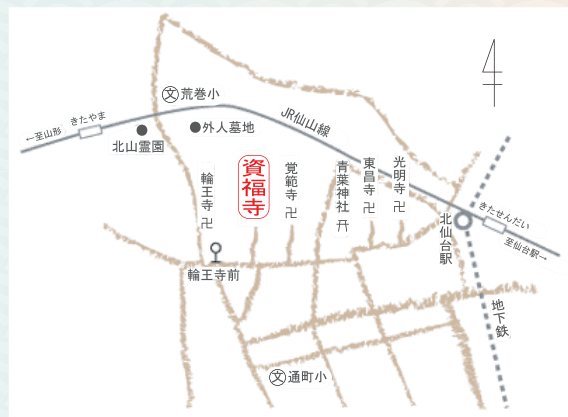 文荒巻小
JR仙山線
きたやま
←至山形
北山霊園
外人墓地
輪王寺
資福寺
覚範寺
青葉神社
東昌寺
光明寺
きたせんだい
北仙台駅
至仙台駅→
輪王寺前
地下鉄
文通町小